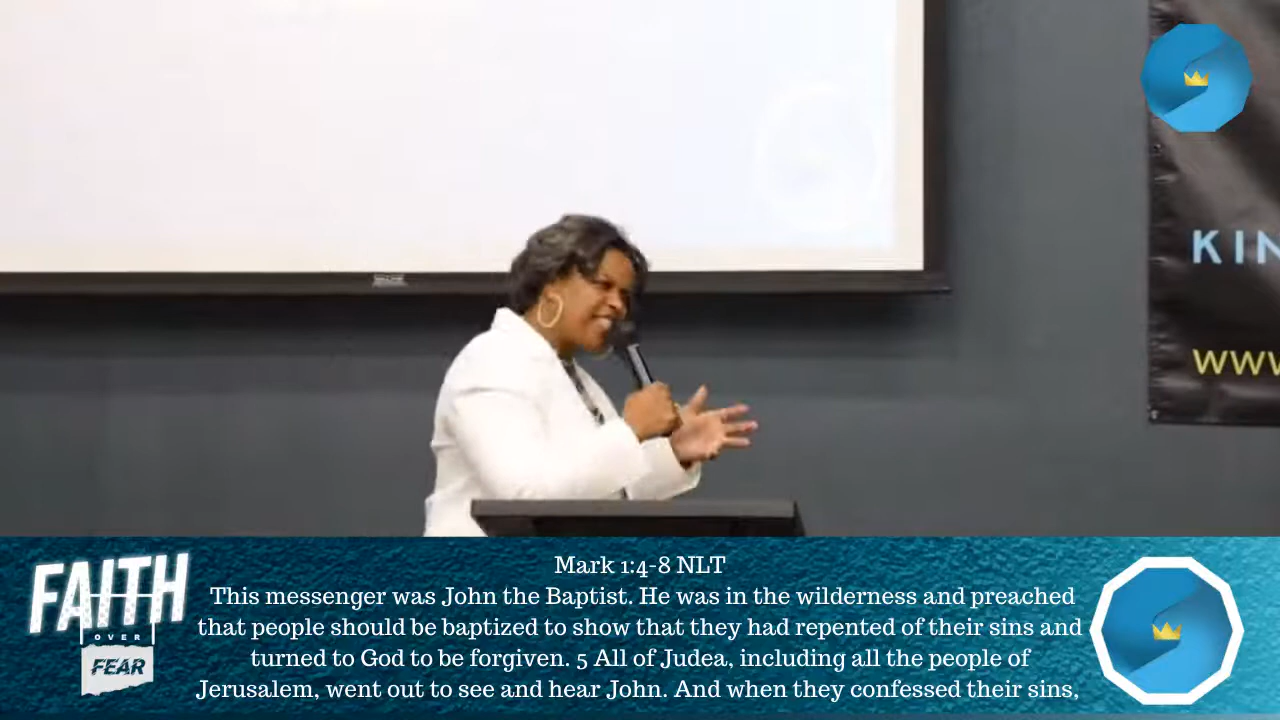 KIN
WWW
FAITH
OVER
FEAR
Mark 1:4-8 NLT
This messenger was John the Baptist. He was in the wilderness and preached
that people should be baptized to show that they had repented of their sins and
turned to God to be forgiven. 5 All of Judea, including all the people of
Jerusalem, went out to see and hear John. And when they confessed their sins,